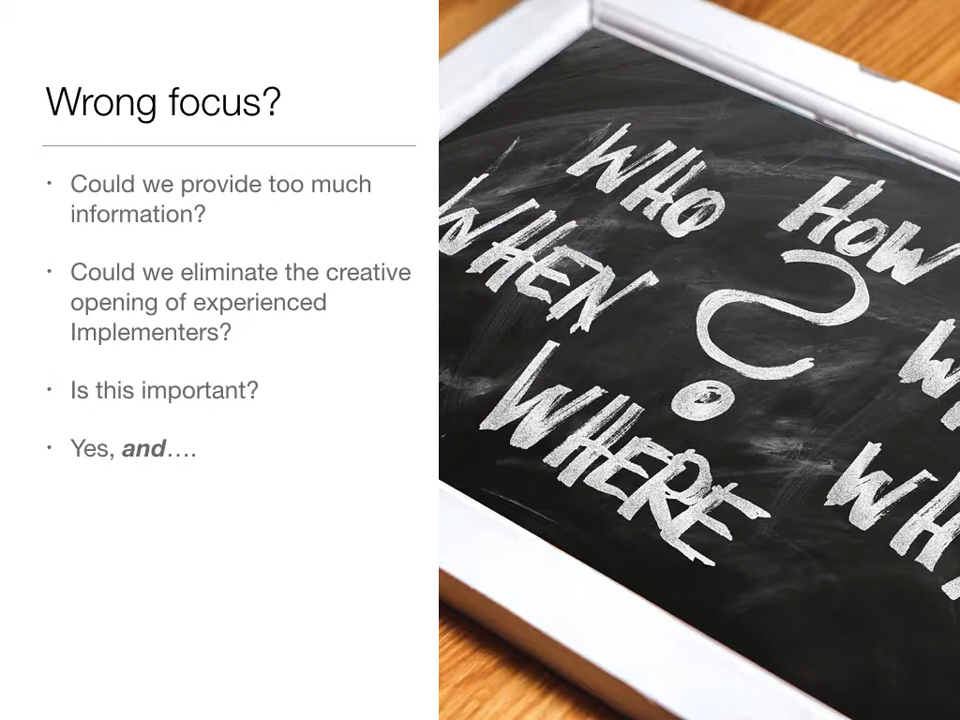 Wrong focus?
• Could we provide too much
information?
• Could we eliminate the creative
opening of experienced
Implementers?
• Is this important?
• Yes, and….
WHO
HOW
WHEN
?
WHERE